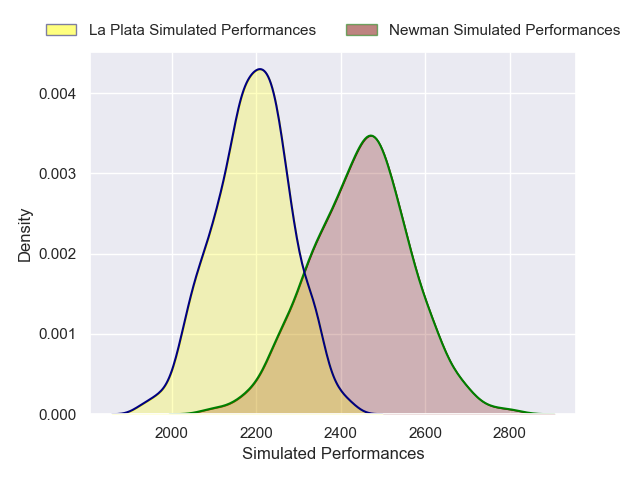 La Plata Simulated Performances Newman Simulated Performances
0.004
0.003
0.002
0.001
0.000
Density
2000 2200 2400 2600 2800
Simulated Performances